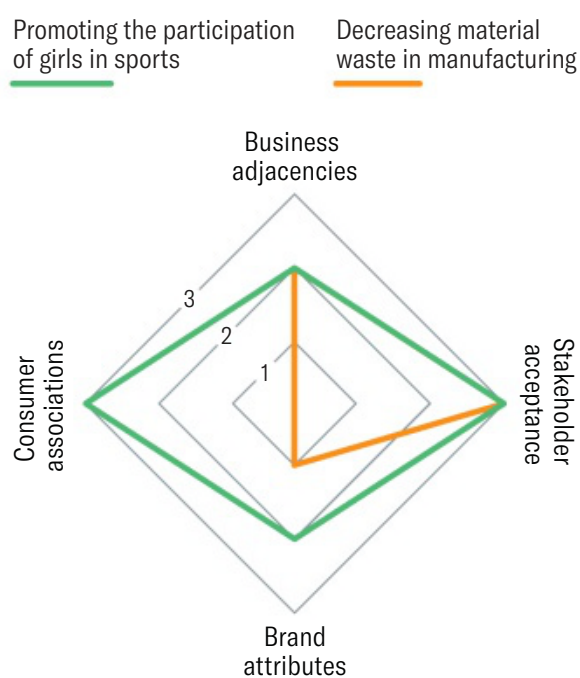 Promoting the participation
of girls in sports
Decreasing material
waste in manufacturing
Business
adjacencies
3
2
1
Consumer
associations
Stakeholder
acceptance
Brand
attributes